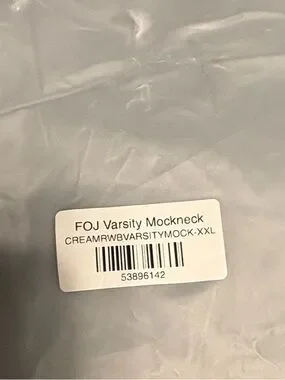 FOJ Varsity Mockneck
CREAMRWBVARSITYMOCK-XXL
53896142